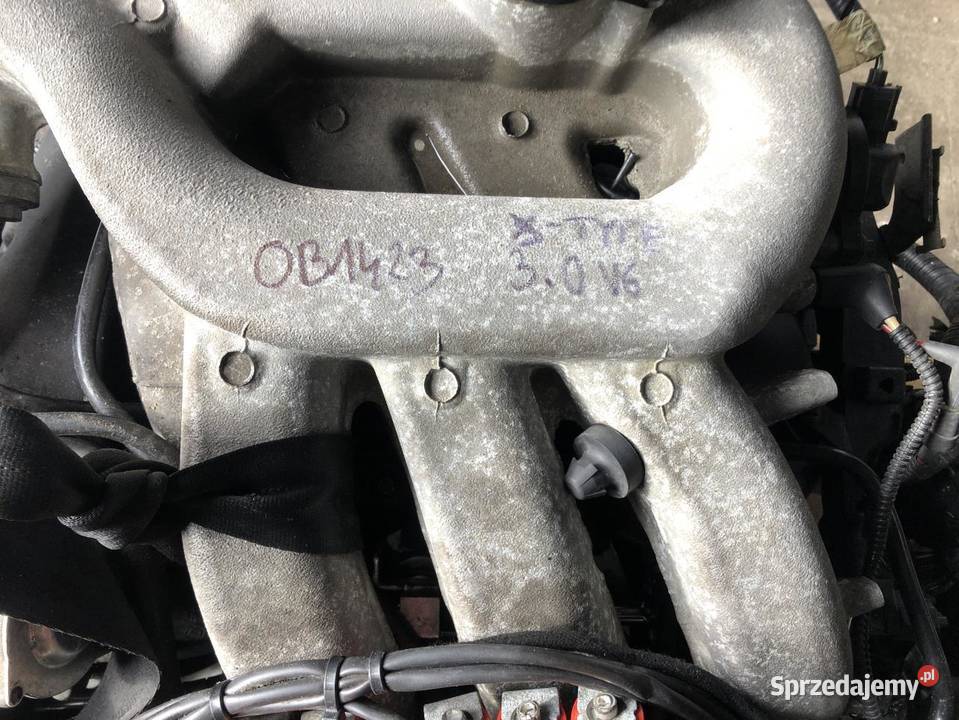 OB1423
X-TYPE
3.0 V6
Sprzedajemy.pl